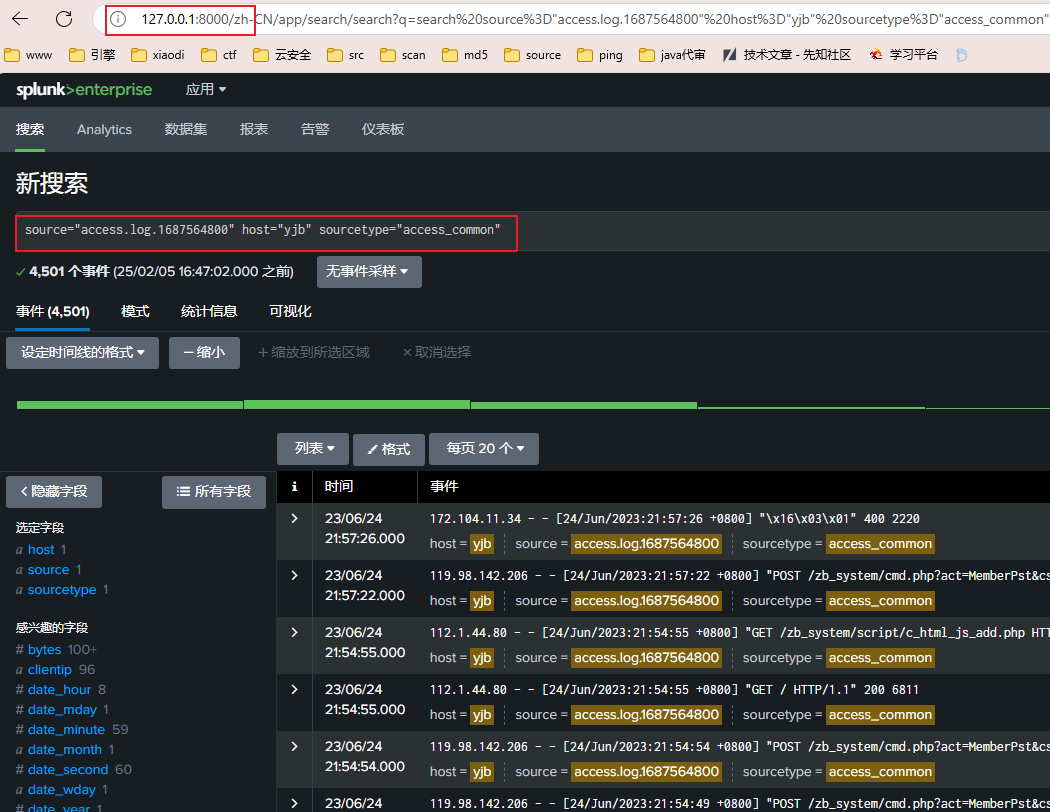 127.0.0.1:8000/zh-CN/app/search/search?q=search%20source%3D"access.log.1687564800"%20host%3D"yjb"%20sourcetype%3D"access_common"
www 引擎 xiaodi ctf 云安全 src scan md5 source ping java代审 技术文章 - 先知社区 学习平台
splunk>enterprise 应用
搜索 Analytics 数据集 报表 告警 仪表板
新搜索
source="access.log.1687564800" host="yjb" sourcetype="access_common"
✓ 4,501 个事件 (25/02/05 16:47:02.000 之前) 无事件采样
事件 (4,501) 模式 统计信息 可视化
设定时间线的格式 − 缩小 + 缩放到所选区域 × 取消选择
列表 格式 每页 20 个
隐藏字段 所有字段
选定字段
a host 1
a source 1
a sourcetype 1
感兴趣的字段
# bytes 100+
a clientip 96
# date_hour 8
# date_mday 1
# date_minute 59
a date_month 1
# date_second 60
a date_wday 1
# date_year 1
i 时间 事件
23/06/24 172.104.11.34 - - [24/Jun/2023:21:57:26 +0800] "\x16\x03\x01" 400 2220
21:57:26.000 host = yjb source = access.log.1687564800 sourcetype = access_common
23/06/24 119.98.142.206 - - [24/Jun/2023:21:57:22 +0800] "POST /zb_system/cmd.php?act=MemberPst&cs
21:57:22.000 host = yjb source = access.log.1687564800 sourcetype = access_common
23/06/24 112.1.44.80 - - [24/Jun/2023:21:54:55 +0800] "GET /zb_system/script/c_html_js_add.php HTT
21:54:55.000 host = yjb source = access.log.1687564800 sourcetype = access_common
23/06/24 112.1.44.80 - - [24/Jun/2023:21:54:55 +0800] "GET / HTTP/1.1" 200 6811
21:54:55.000 host = yjb source = access.log.1687564800 sourcetype = access_common
23/06/24 119.98.142.206 - - [24/Jun/2023:21:54:54 +0800] "POST /zb_system/cmd.php?act=MemberPst&cs
21:54:54.000 host = yjb source = access.log.1687564800 sourcetype = access_common
23/06/24 119.98.142.206 - - [24/Jun/2023:21:54:49 +0800] "POST /zb_system/cmd.php?act=MemberPst&cs